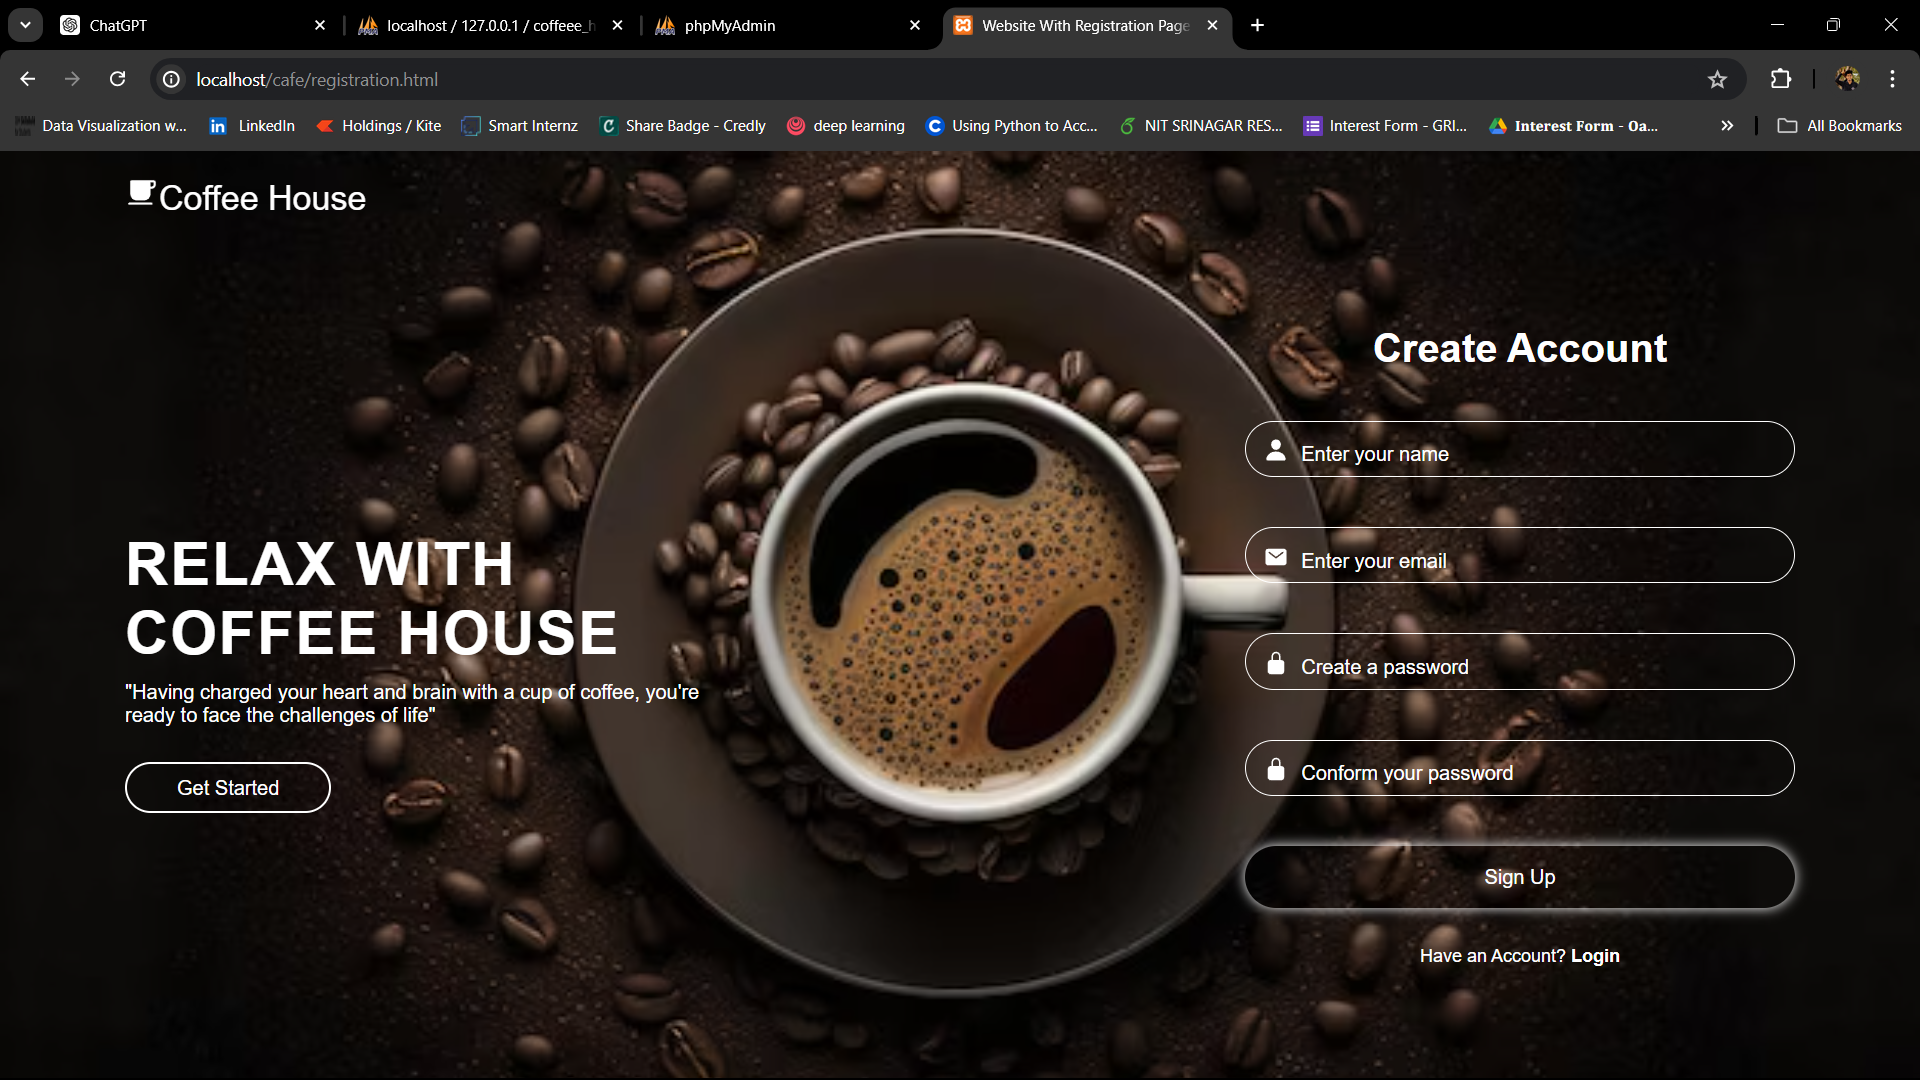 ChatGPT
localhost / 127.0.0.1 / coffeee_h
phpMyAdmin
Website With Registration Page
localhost/cafe/registration.html
Data Visualization w...
LinkedIn
Holdings / Kite
Smart Internz
Share Badge - Credly
deep learning
Using Python to Acc...
NIT SRINAGAR RES...
Interest Form - GRI...
Interest Form - Oa...
All Bookmarks
Coffee House
RELAX WITH
COFFEE HOUSE
"Having charged your heart and brain with a cup of coffee, you're
ready to face the challenges of life"
Get Started
Create Account
Enter your name
Enter your email
Create a password
Conform your password
Sign Up
Have an Account? Login